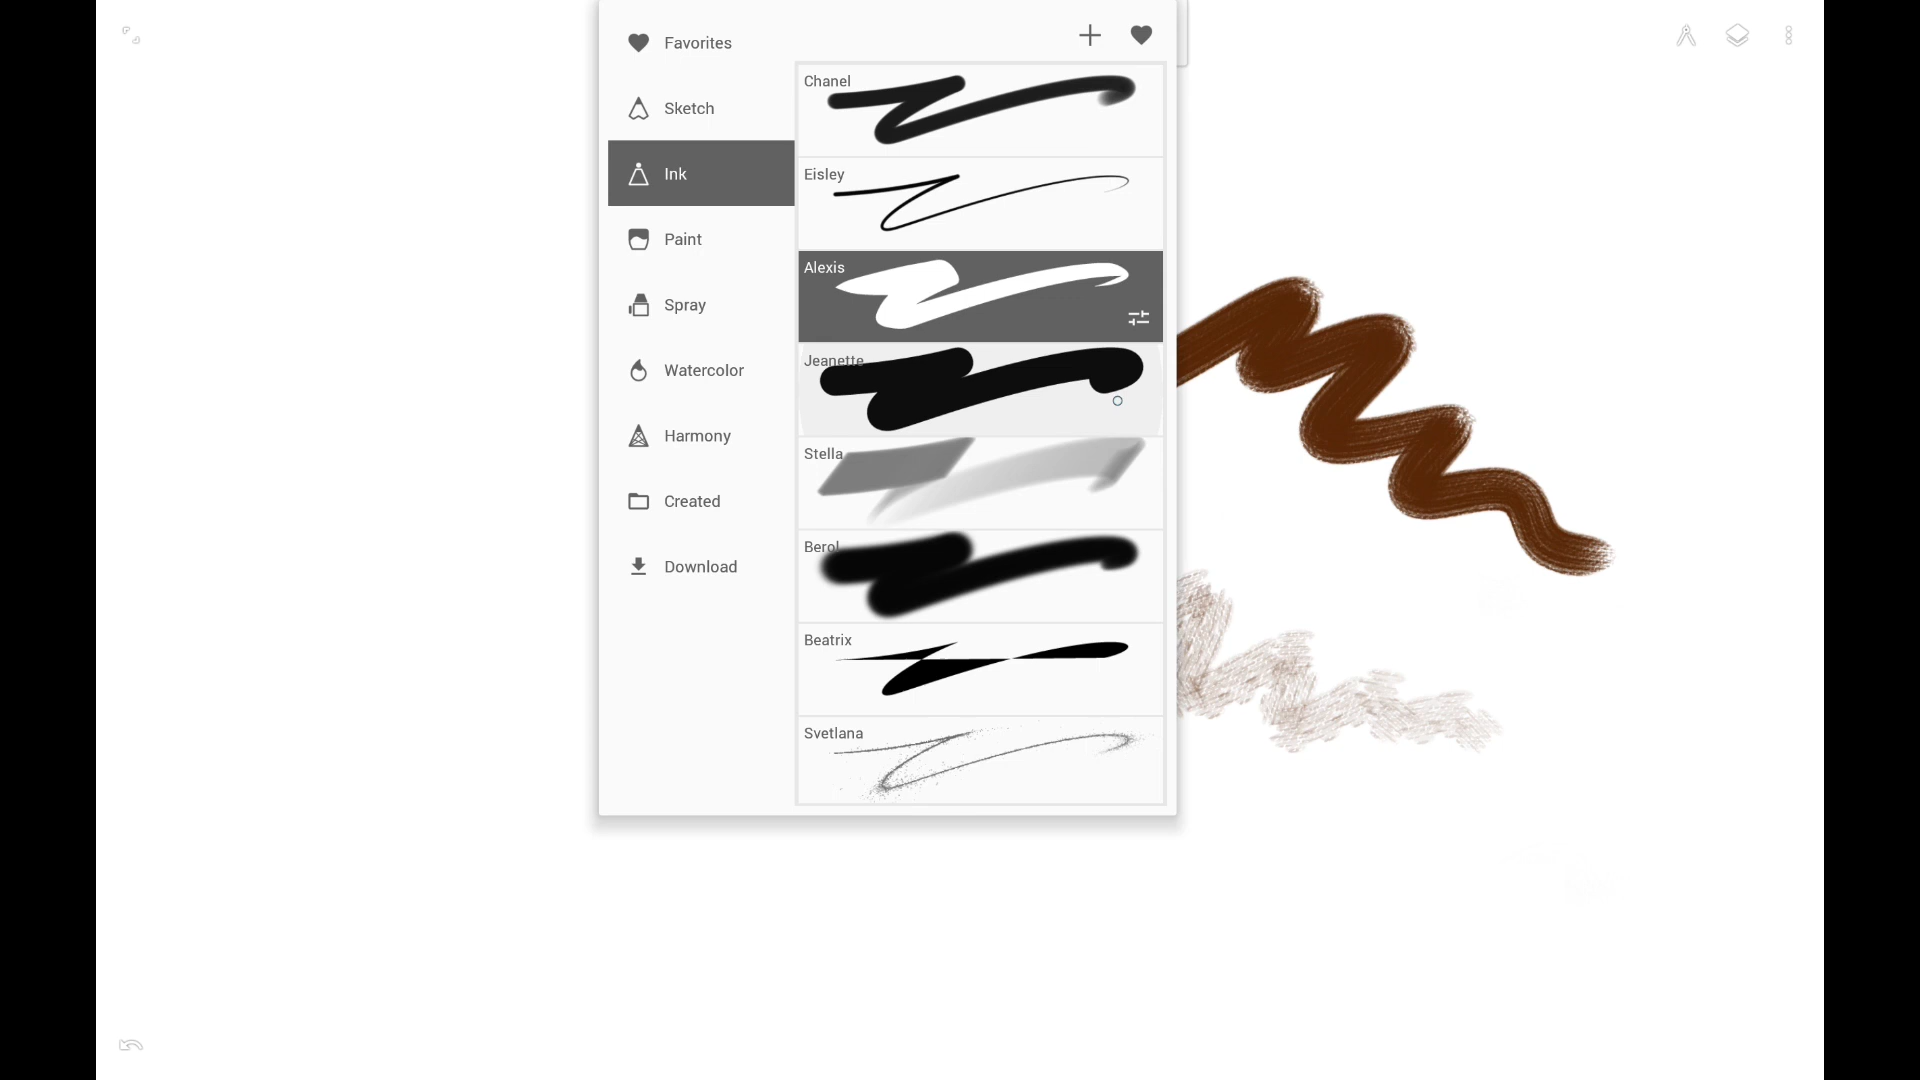 Favorites
Sketch
Ink
Paint
Spray
Watercolor
Harmony
Created
Download
Chanel
Eisley
Alexis
Jeanette
Stella
Berol
Beatrix
Svetlana